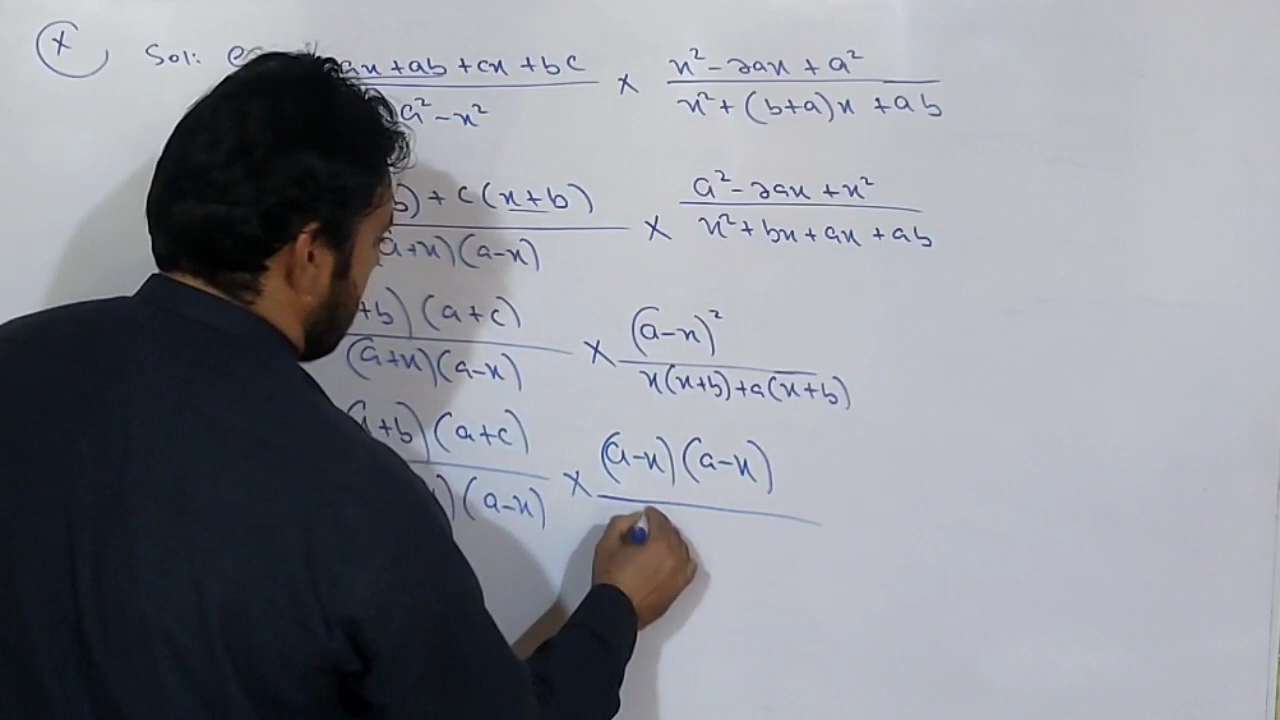 (x) Sol: ax + ab + cx + bc / a² - x² × x² - 2ax + a² / x² + (b+a)x + ab
b) + c(x+b) / (a+x)(a-x) × a² - 2ax + x² / x² + bx + ax + ab
+b)(a+c) / (a+x)(a-x) × (a-x)² / x(x+b) + a(x+b)
+b)(a+c) / )(a-x) × (a-x)(a-x)